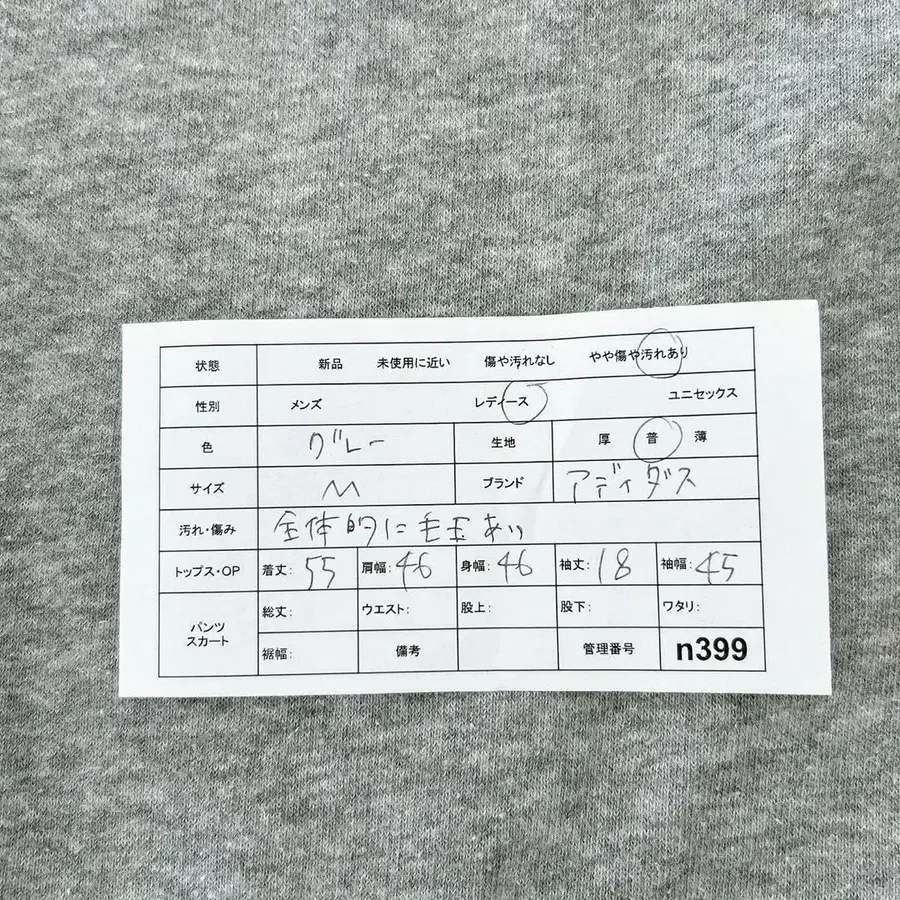 状態 新品 未使用に近い 傷や汚れなし やや傷や汚れあり
性別 メンズ レディース ユニセックス
色 グレー 生地 厚 普 薄
サイズ M ブランド アディダス
汚れ・傷み 全体的に毛玉あり
トップス・OP 着丈: 55 肩幅: 46 身幅: 46 袖丈: 18 袖幅: 45
パンツ スカート 総丈: ウエスト: 股上: 股下: ワタリ:
裾幅: 備考 管理番号 n399